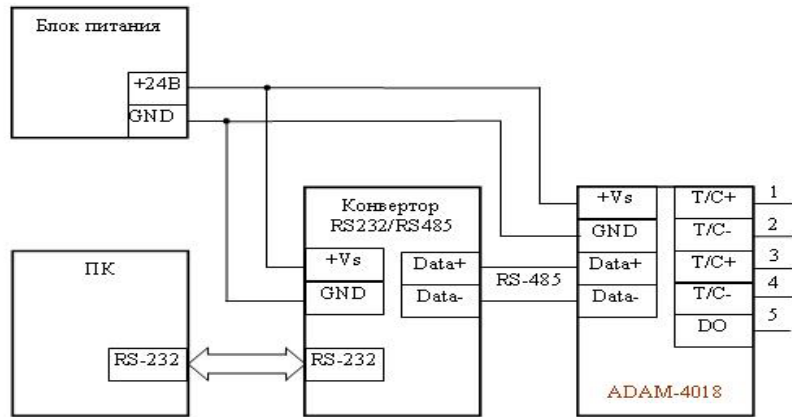 Блок питания
+24В
GND
ПК
RS-232
Конвертор
RS232/RS485
+Vs
GND
RS-232
Data+
Data-
RS-485
+Vs
GND
Data+
Data-
T/C+
T/C-
T/C+
T/C-
DO
1
2
3
4
5
ADAM-4018